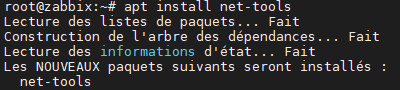 root@zabbix:~# apt install net-tools
Lecture des listes de paquets... Fait
Construction de l'arbre des dépendances... Fait
Lecture des informations d'état... Fait
Les NOUVEAUX paquets suivants seront installés :
  net-tools